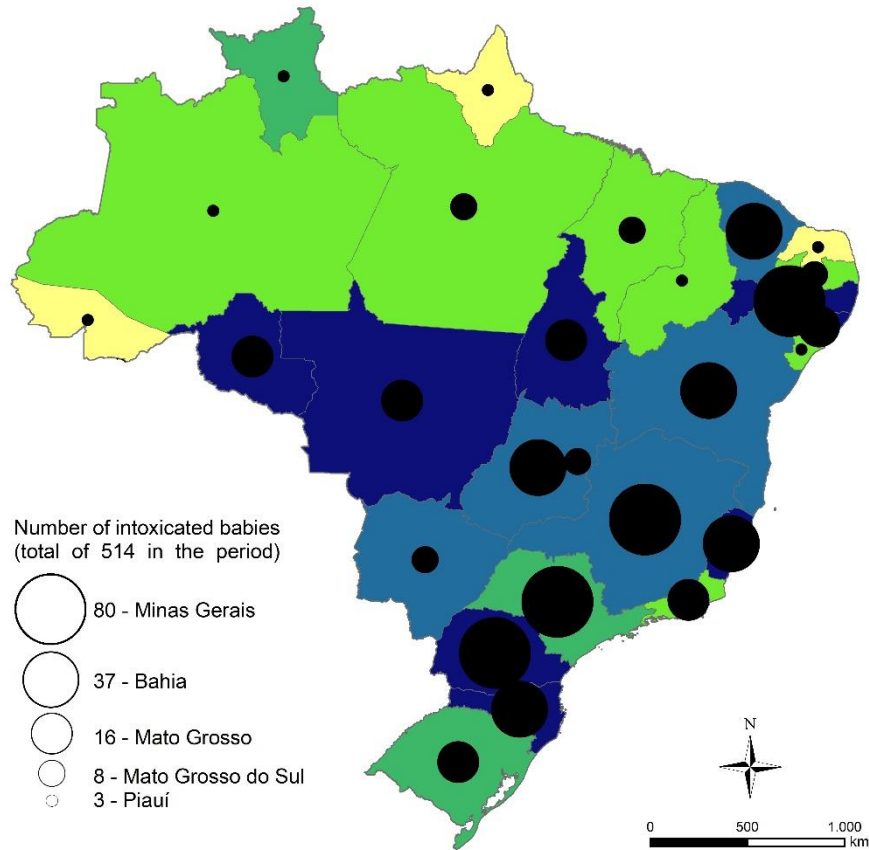 Number of intoxicated babies
(total of 514 in the period)
80 - Minas Gerais
37 - Bahia
16 - Mato Grosso
8 - Mato Grosso do Sul
3 - Piauí
N
0 500 1.000
km